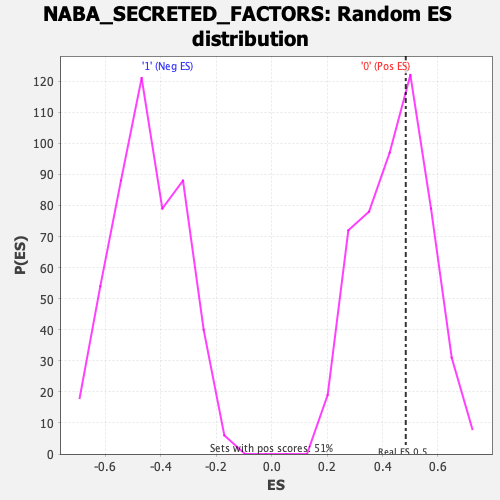 NABA_SECRETED_FACTORS: Random ES
distribution
'1' (Neg ES)
'0' (Pos ES)
120
110
100
90
80
70
60
50
40
30
20
10
0
P(ES)
Sets with pos scores: 51%
Real ES 0.5
-0.6 -0.4 -0.2 0.0 0.2 0.4 0.6
ES